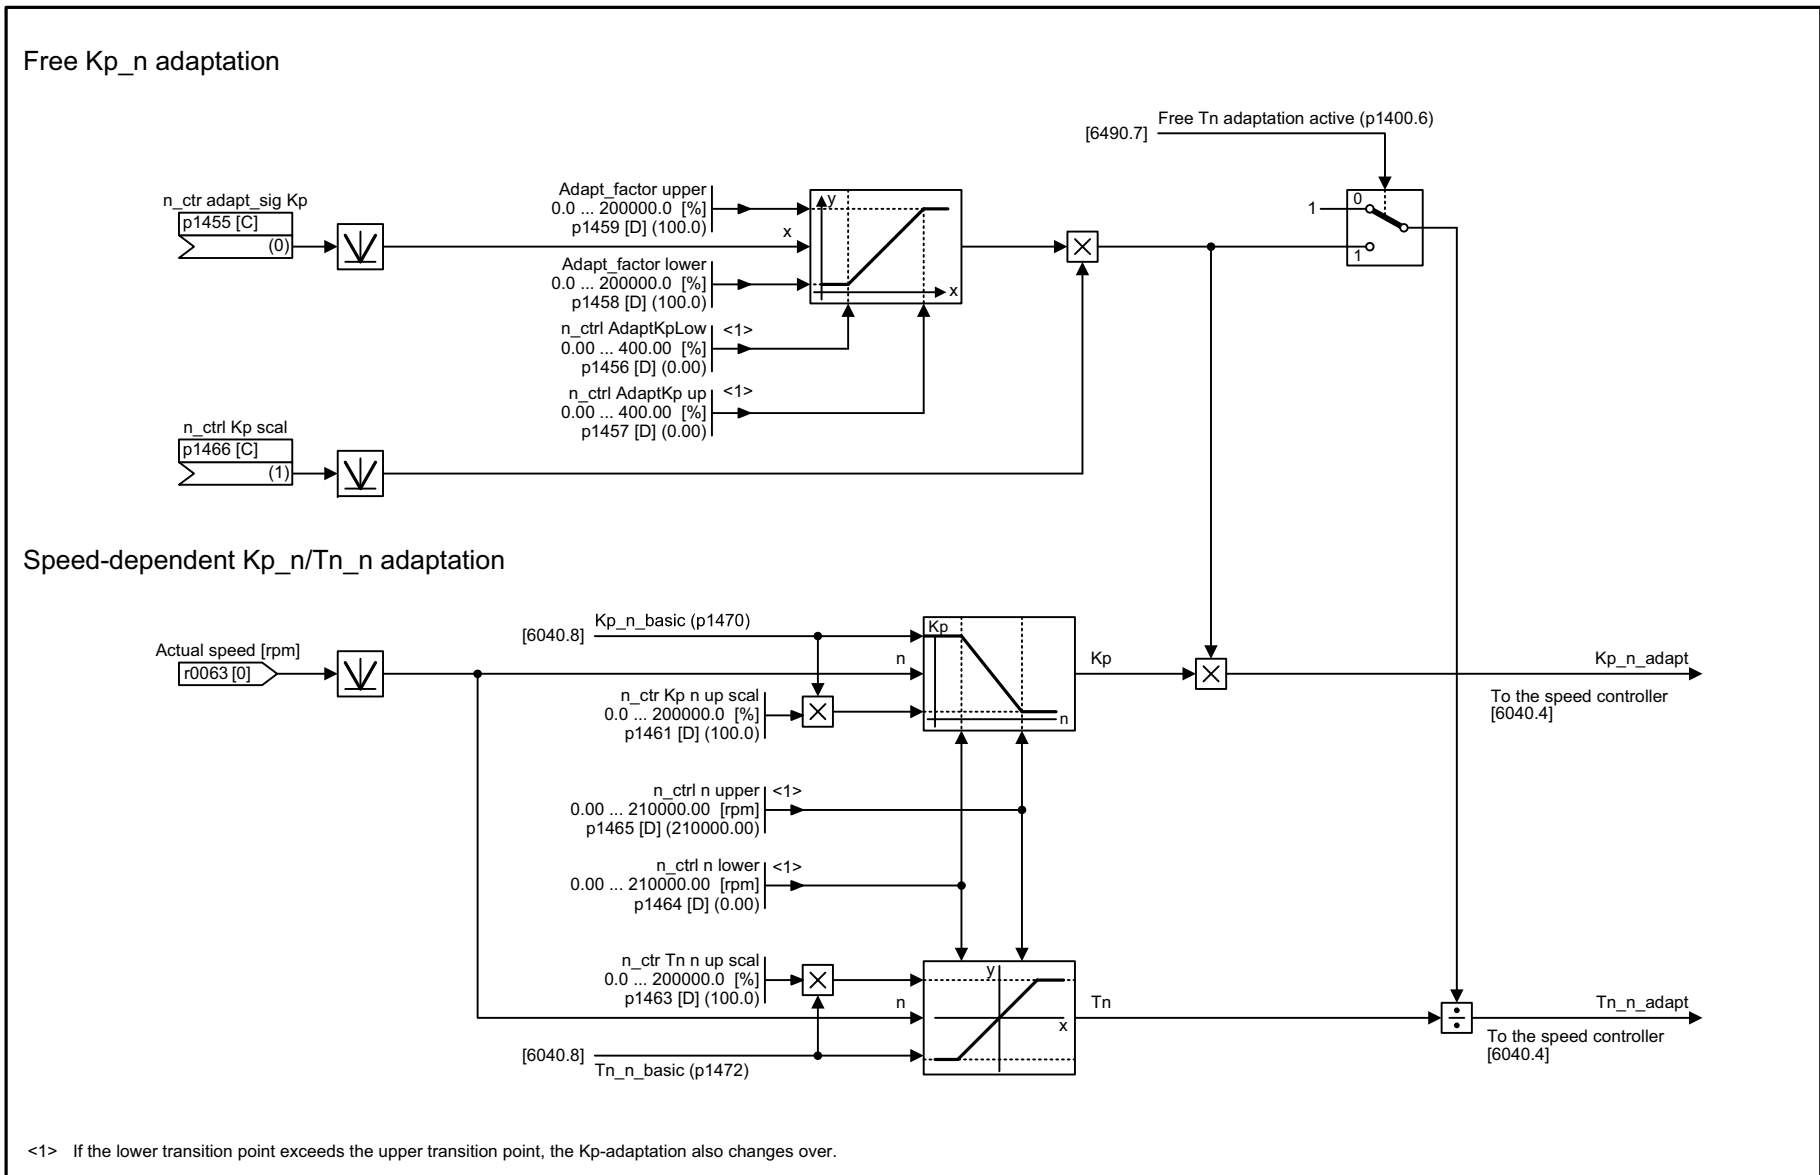 Free Kp_n adaptation
Free Tn adaptation active (p1400.6)
[6490.7]
n_ctr adapt_sig Kp
p1455 [C]
(0)
Adapt_factor upper
0.0 ... 200000.0 [%]
p1459 [D] (100.0)
x
Adapt_factor lower
0.0 ... 200000.0 [%]
p1458 [D] (100.0)
y
x
1
0
1
n_ctrl AdaptKpLow
<1>
0.00 ... 400.00 [%]
p1456 [D] (0.00)
n_ctrl AdaptKp up
<1>
0.00 ... 400.00 [%]
p1457 [D] (0.00)
n_ctrl Kp scal
p1466 [C]
(1)
Speed-dependent Kp_n/Tn_n adaptation
[6040.8]
Kp_n_basic (p1470)
Actual speed [rpm]
r0063 [0]
n
Kp
n
Kp
Kp_n_adapt
To the speed controller
[6040.4]
n_ctr Kp n up scal
0.0 ... 200000.0 [%]
p1461 [D] (100.0)
n_ctrl n upper
<1>
0.00 ... 210000.00 [rpm]
p1465 [D] (210000.00)
n_ctrl n lower
<1>
0.00 ... 210000.00 [rpm]
p1464 [D] (0.00)
n_ctr Tn n up scal
0.0 ... 200000.0 [%]
p1463 [D] (100.0)
n
y
x
Tn
Tn_n_adapt
To the speed controller
[6040.4]
[6040.8]
Tn_n_basic (p1472)
<1> If the lower transition point exceeds the upper transition point, the Kp-adaptation also changes over.